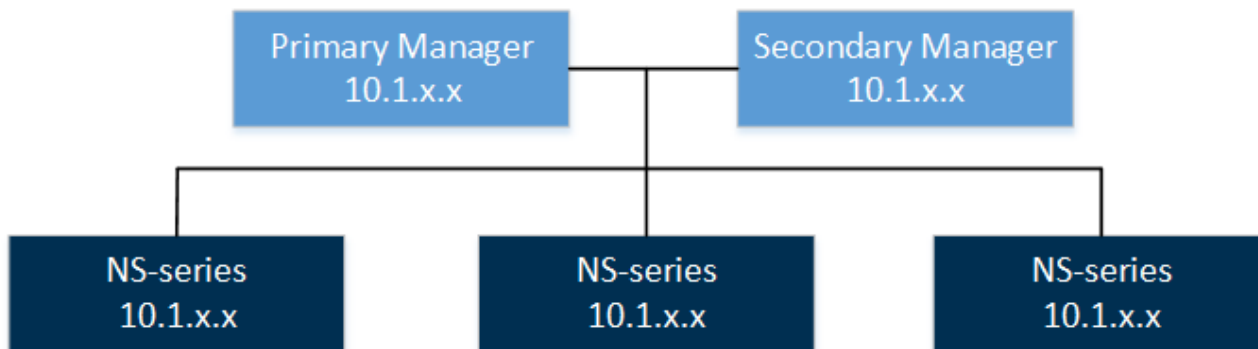 Primary Manager
10.1.x.x
Secondary Manager
10.1.x.x
NS-series
10.1.x.x
NS-series
10.1.x.x
NS-series
10.1.x.x